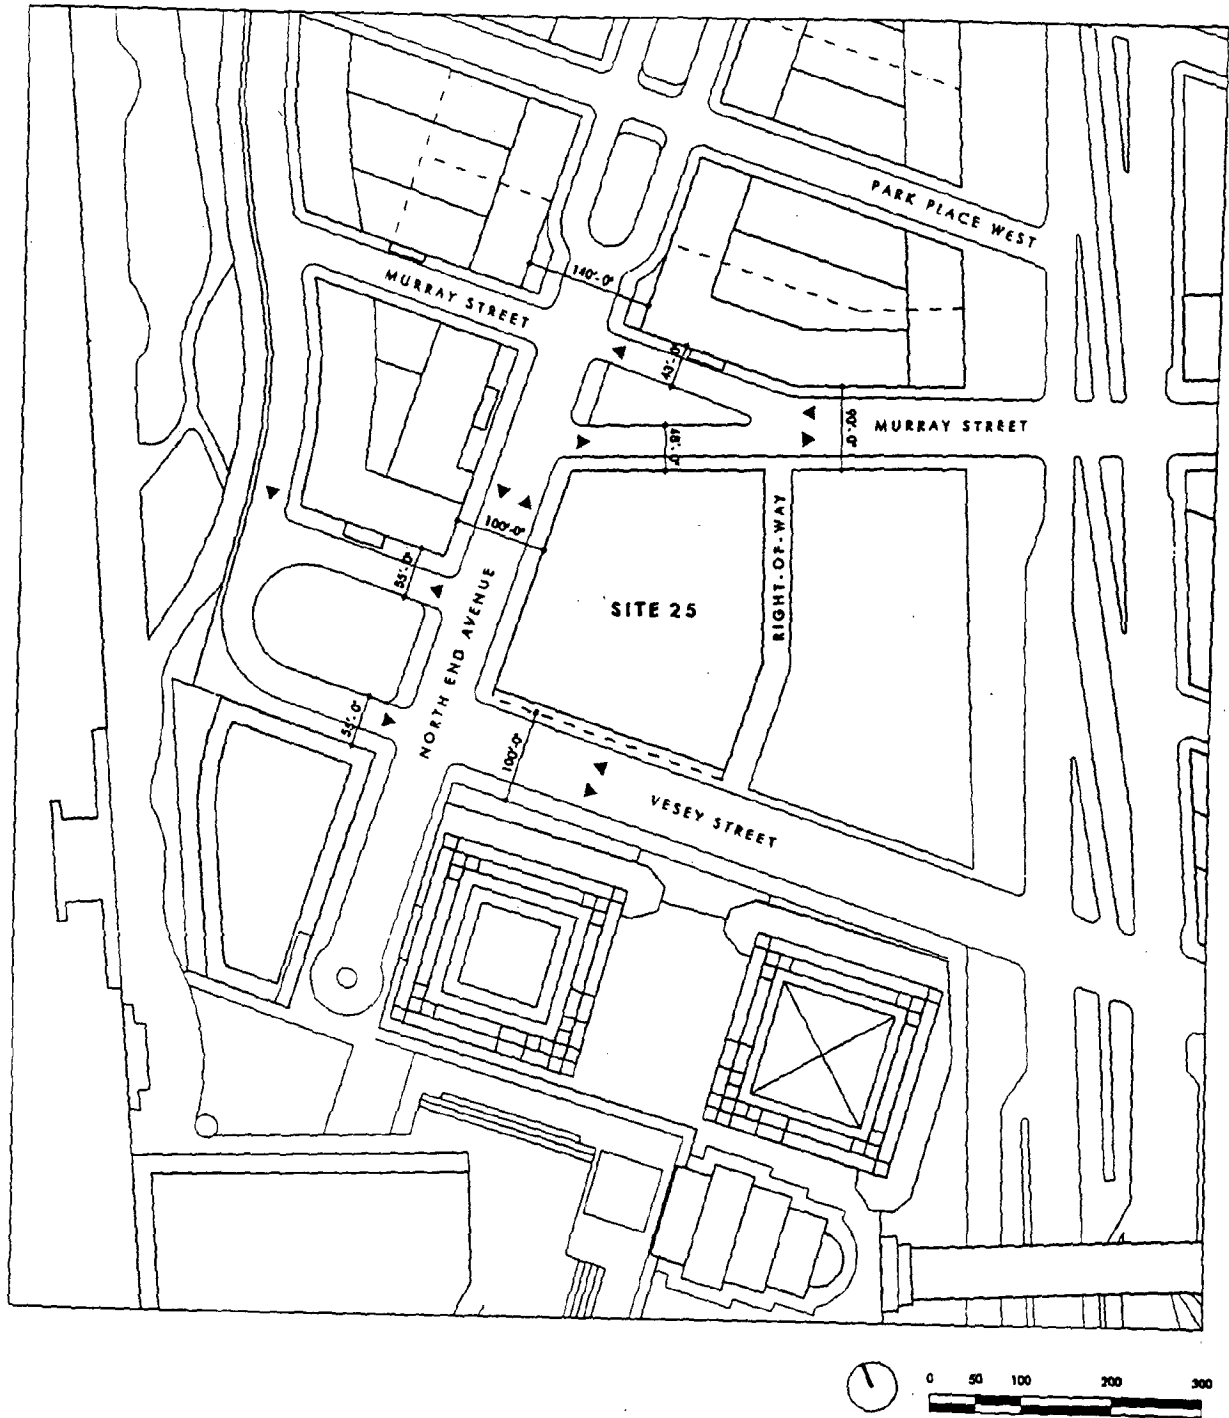 PARK PLACE WEST
140'-0"
MURRAY STREET
43'-0"
90'-0"
MURRAY STREET
48'-0"
100'-0"
RIGHT-OF-WAY
55'-0"
SITE 25
NORTH END AVENUE
55'-0"
100'-0"
VESEY STREET
0 50 100 200 300